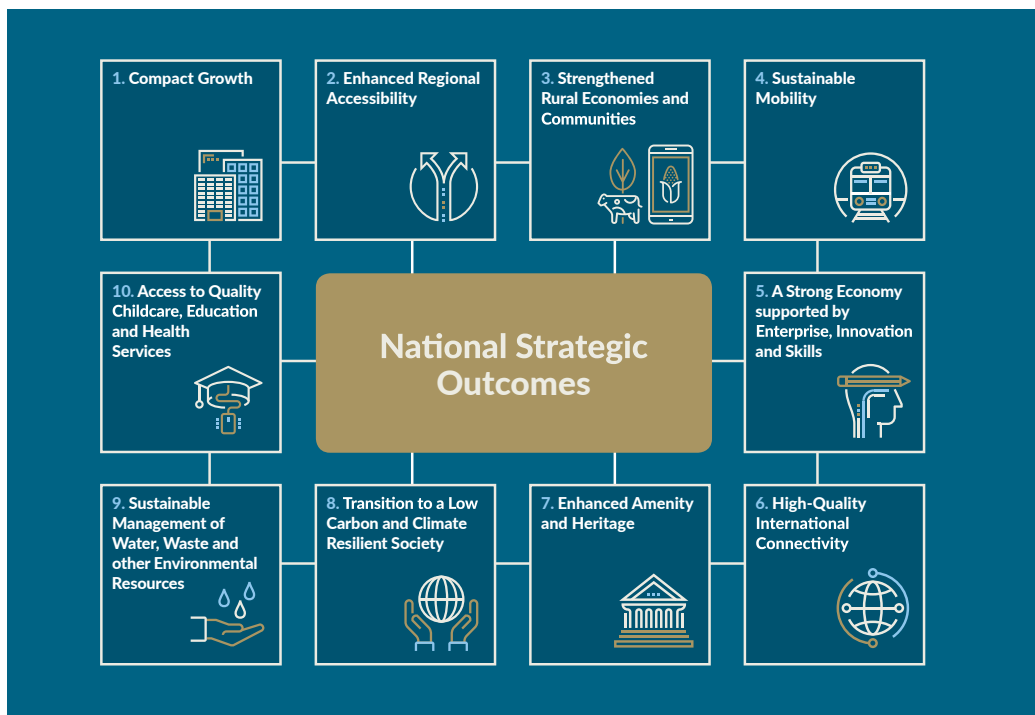 1. Compact Growth
2. Enhanced Regional
Accessibility
3. Strengthened
Rural Economies and
Communities
4. Sustainable
Mobility
10. Access to Quality
Childcare, Education
and Health
Services
National Strategic
Outcomes
5. A Strong Economy
supported by
Enterprise, Innovation
and Skills
9. Sustainable
Management of
Water, Waste and
other Environmental
Resources
8. Transition to a Low
Carbon and Climate
Resilient Society
7. Enhanced Amenity
and Heritage
6. High-Quality
International
Connectivity